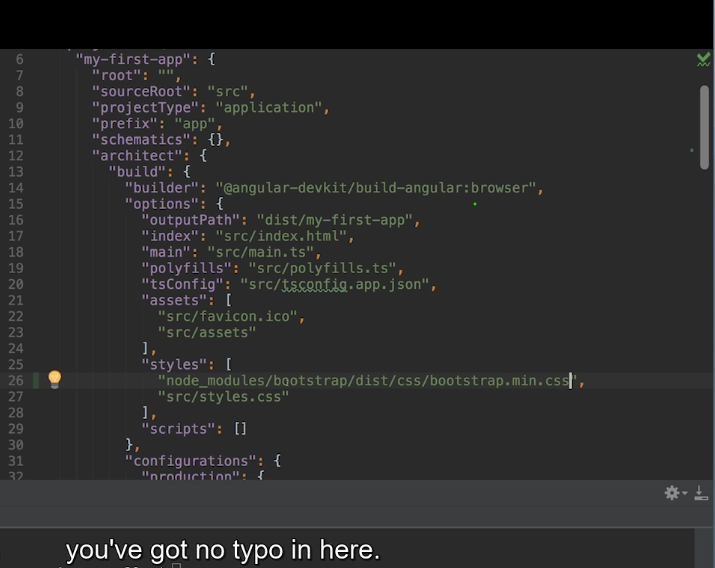 6 "my-first-app": {
7 "root": "",
8 "sourceRoot": "src",
9 "projectType": "application",
10 "prefix": "app",
11 "schematics": {},
12 "architect": {
13 "build": {
14 "builder": "@angular-devkit/build-angular:browser",
15 "options": {
16 "outputPath": "dist/my-first-app",
17 "index": "src/index.html",
18 "main": "src/main.ts",
19 "polyfills": "src/polyfills.ts",
20 "tsConfig": "src/tsconfig.app.json",
21 "assets": [
22 "src/favicon.ico",
23 "src/assets"
24 ],
25 "styles": [
26 "node_modules/bootstrap/dist/css/bootstrap.min.css",
27 "src/styles.css"
28 ],
29 "scripts": []
30 },
31 "configurations": {
32 "production": {
you've got no typo in here.